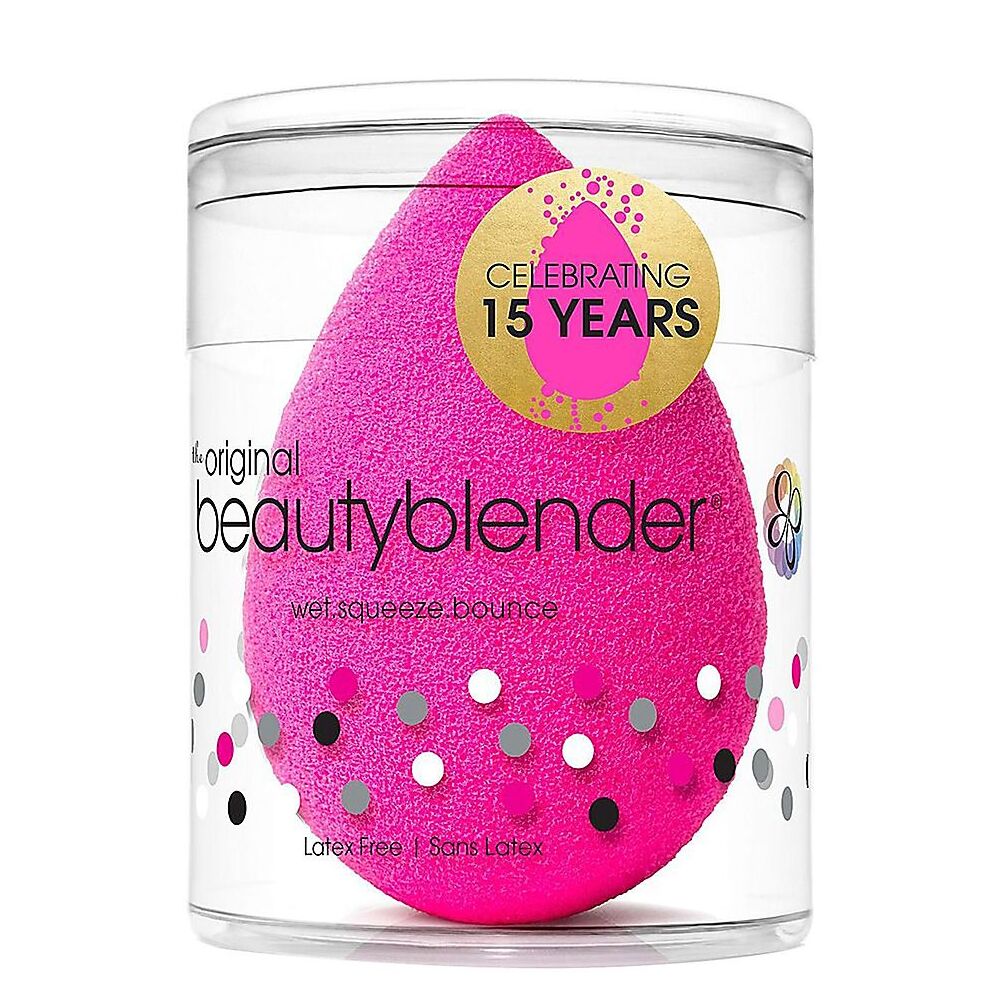 CELEBRATING
15 YEARS
the original
beautyblender®
wet.squeeze.bounce
Latex Free | Sans Latex